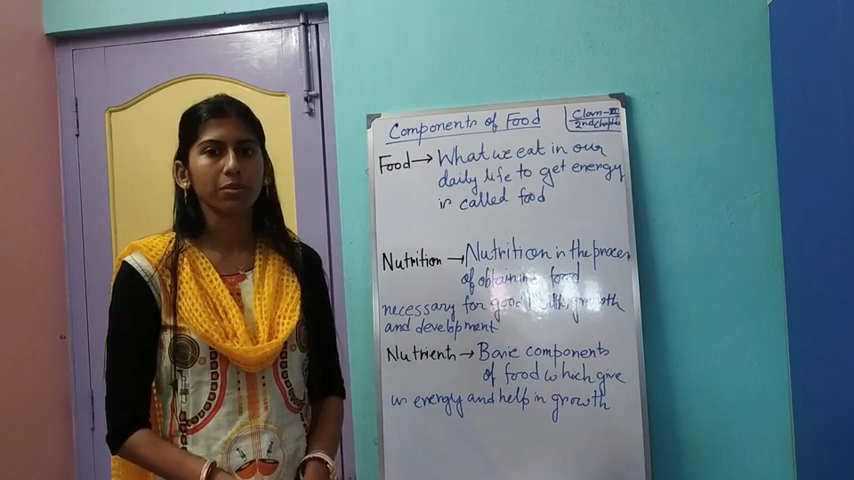 Components of Food
Class-VI
2nd Chapter
Food → What we eat in our
daily life to get energy
is called food
Nutrition → Nutrition is the process
of obtaining food
necessary for good health, growth
and development
Nutrients → Basic components
of food which give
us energy and help in growth